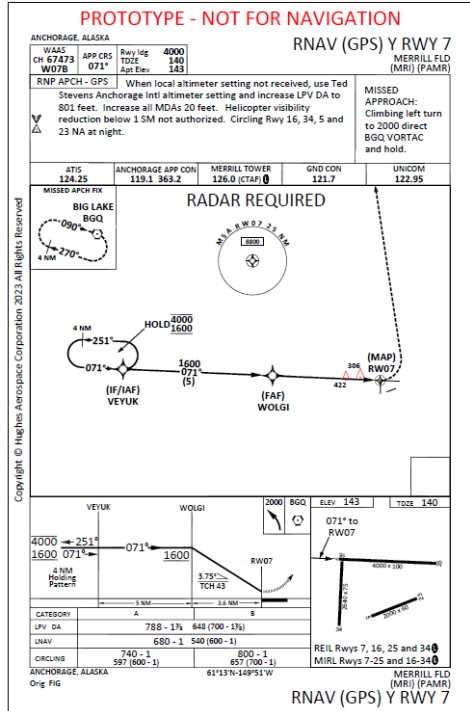 PROTOTYPE - NOT FOR NAVIGATION
ANCHORAGE, ALASKA
WAAS
CH 67473
W07B
APP CRS
071°
Rwy ldg 4000
TDZE 140
Apt Elev 143
RNAV (GPS) Y RWY 7
MERRILL FLD
(MRI) (PAMR)
RNP APCH - GPS
When local altimeter setting not received, use Ted
Stevens Anchorage Intl altimeter setting and increase LPV DA to
801 feet. Increase all MDAs 20 feet. Helicopter visibility
reduction below 1 SM not authorized. Circling Rwy 16, 34, 5 and
23 NA at night.
MISSED
APPROACH:
Climbing left turn
to 2000 direct
BGQ VORTAC
and hold.
ATIS
124.25
ANCHORAGE APP CON
119.1 363.2
MERRILL TOWER
126.0 (CTAF) L
GND CON
121.7
UNICOM
122.95
MISSED APCH FIX
BIG LAKE
BGQ
090°
270°
4 NM
RADAR REQUIRED
MSA RW07 25 NM
8800
4 NM
HOLD 4000
1600
251°
071°
(IF/IAF)
VEYUK
1600
071°
(5)
(FAF)
WOLGI
306
422
(MAP)
RW07
Copyright © Hughes Aerospace Corporation 2023 All Rights Reserved
VEYUK
WOLGI
2000
BGQ
4000 251°
1600 071°
071°
1600
4 NM
Holding
Pattern
RW07
3.75°
TCH 43
5 NM
3.6 NM
ELEV 143
TDZE 140
071° to
RW07
4000 x 100
2640 x 75
2000 x 60
REIL Rwys 7, 16, 25 and 34 L
MIRL Rwys 7-25 and 16-34 L
CATEGORY
A
B
LPV DA
788 - 1⅞ 648 (700 - 1⅞)
LNAV
680 - 1 540 (600 - 1)
CIRCLING
740 - 1
597 (600 - 1)
800 - 1
657 (700 - 1)
ANCHORAGE, ALASKA
Orig FIG
61°13'N-149°51'W
MERRILL FLD
(MRI) (PAMR)
RNAV (GPS) Y RWY 7